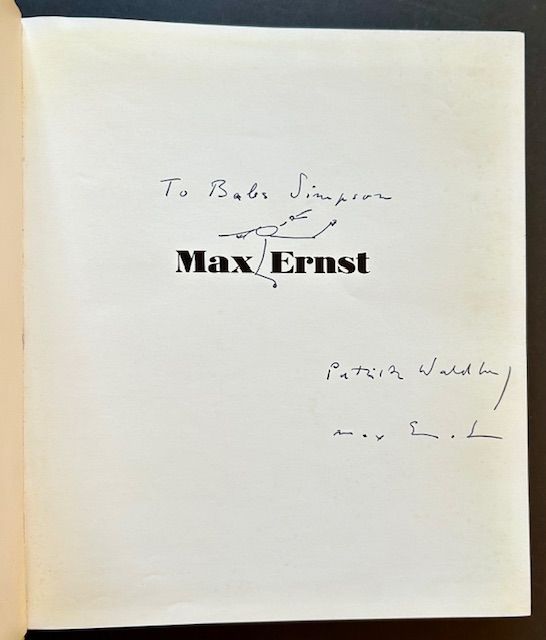 To Babs Simpson
Max Ernst
Patrick Waldberg
max Ernst